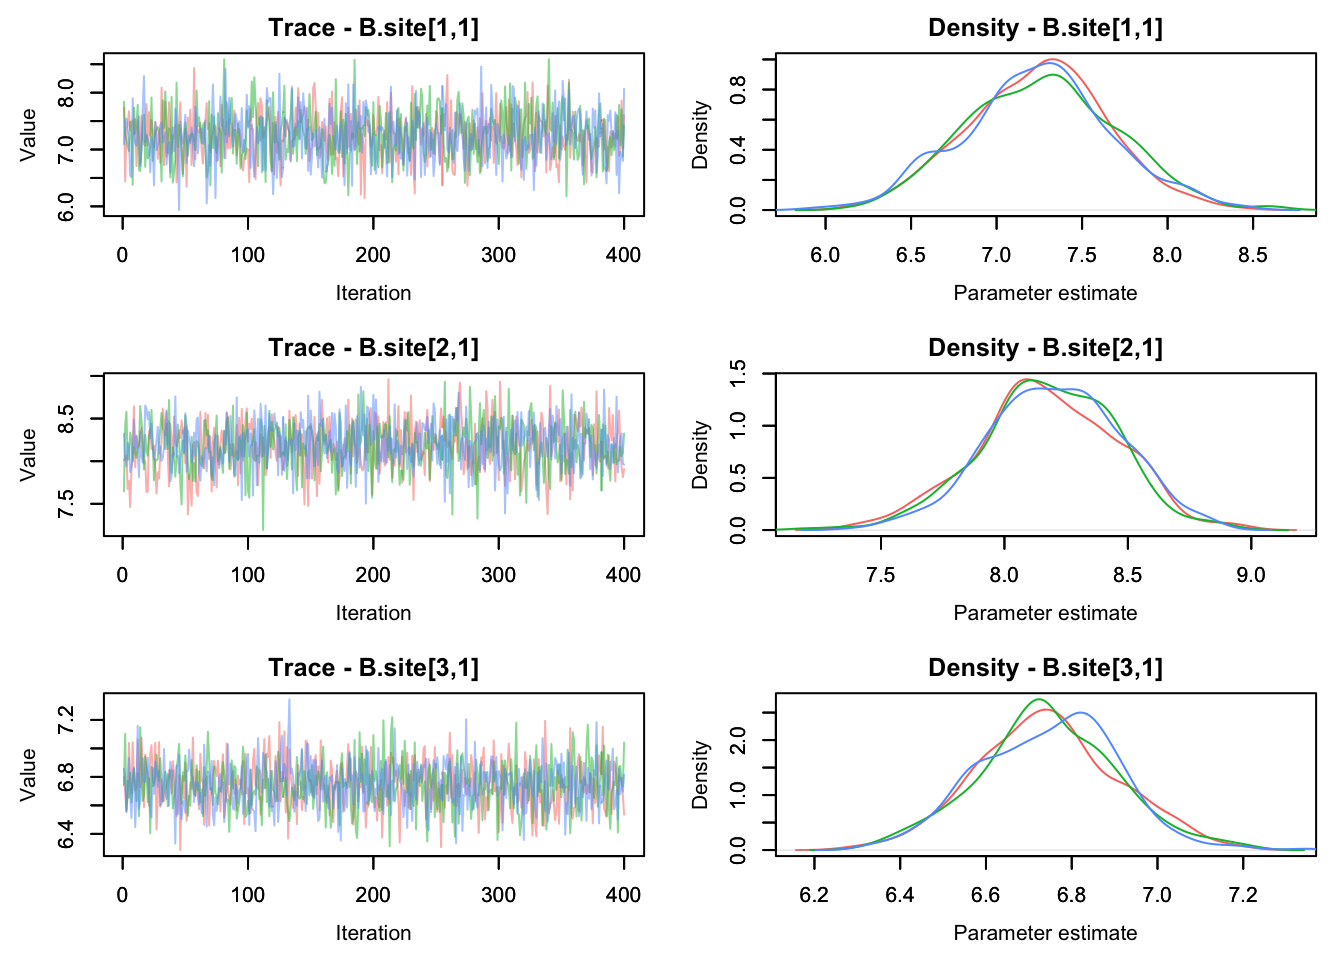 Trace - B.site[1,1]
Value
6.0 7.0 8.0
0 100 200 300 400
Iteration
Density - B.site[1,1]
Density
0.0 0.4 0.8
6.0 6.5 7.0 7.5 8.0 8.5
Parameter estimate
Trace - B.site[2,1]
Value
7.5 8.5
0 100 200 300 400
Iteration
Density - B.site[2,1]
Density
0.0 0.5 1.0 1.5
7.5 8.0 8.5 9.0
Parameter estimate
Trace - B.site[3,1]
Value
6.4 6.8 7.2
0 100 200 300 400
Iteration
Density - B.site[3,1]
Density
0.0 1.0 2.0
6.2 6.4 6.6 6.8 7.0 7.2
Parameter estimate